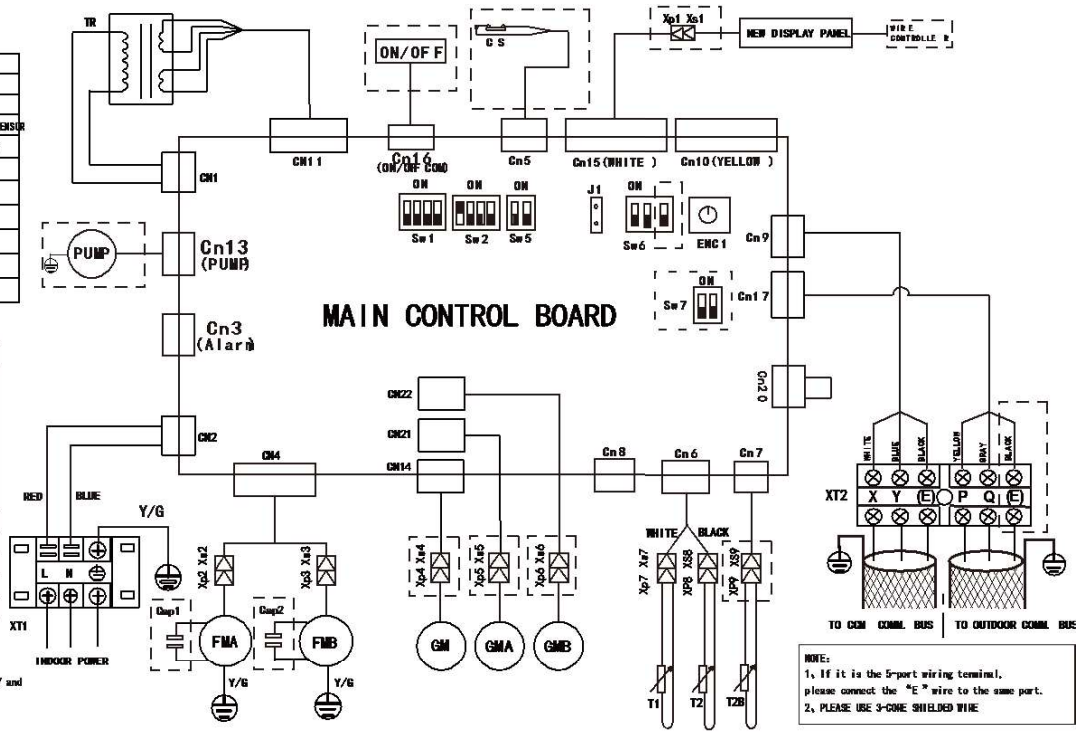 TR
ON/OFF
CS
Xp1 Xs1
NEW DISPLAY PANEL
WIRE
CONTROLLE R
ENSOR
CN1
CN11
Cn16
(ON/OFF COM)
Cn5
Cn15(WHITE )
Cn10(YELLOW )
ON
ON
ON
J1
ON
Sw1
Sw2
Sw5
Sw6
ENC1
Cn9
PUMP
Cn13
(PUMP)
ON
Sw7
Cn17
MAIN CONTROL BOARD
Cn3
(Alarm)
Cn20
CN22
CN2
CN21
CN4
CN14
Cn8
Cn6
Cn7
WHITE
BLUE
BLACK
YELLOW
GRAY
BLACK
RED
BLUE
Y/G
XT2
X Y (E) P Q (E)
WHITE
BLACK
L N
XT1
INDOOR POWER
Xp2 Xs2
Xp3 Xs3
Xp4 Xs4
Xp5 Xs5
Xp6 Xs6
Xp7 Xs7
XP8 XS8
XP9 XS9
Cap1
Cap2
FMA
FMB
GM
GMA
GMB
Y/G
Y/G
T1
T2
T2B
TO CCM COMM. BUS
TO OUTDOOR COMM. BUS
and
NOTE:
1、If it is the 5-port wiring terminal,
please connect the "E" wire to the same port.
2、PLEASE USE 3-CORE SHIELDED WIRE